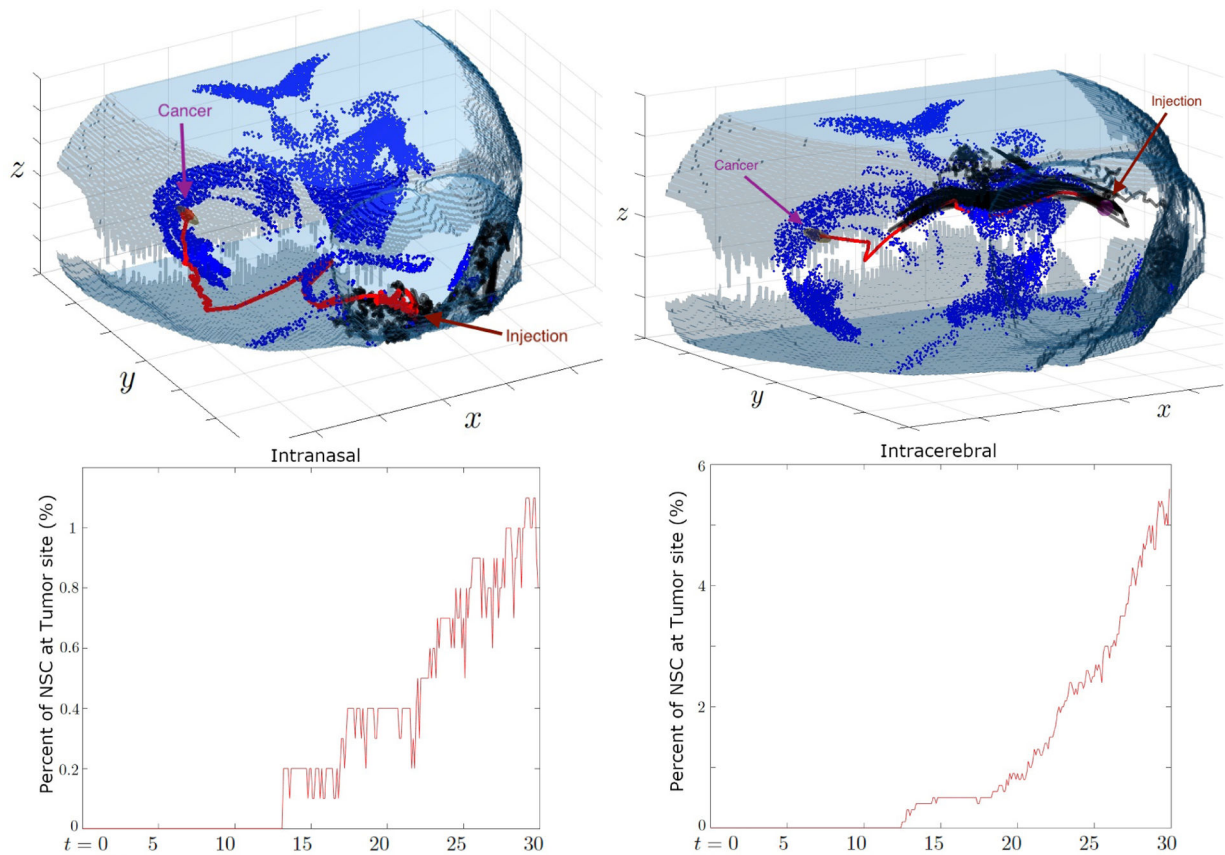 Cancer
Injection
z
y
x
Injection
Cancer
z
y
x
Intranasal
Percent of NSC at Tumor site (%)
1
0.8
0.6
0.4
0.2
0
t = 0 5 10 15 20 25 30
Intracerebral
Percent of NSC at Tumor site (%)
6
4
2
0
t = 0 5 10 15 20 25 30